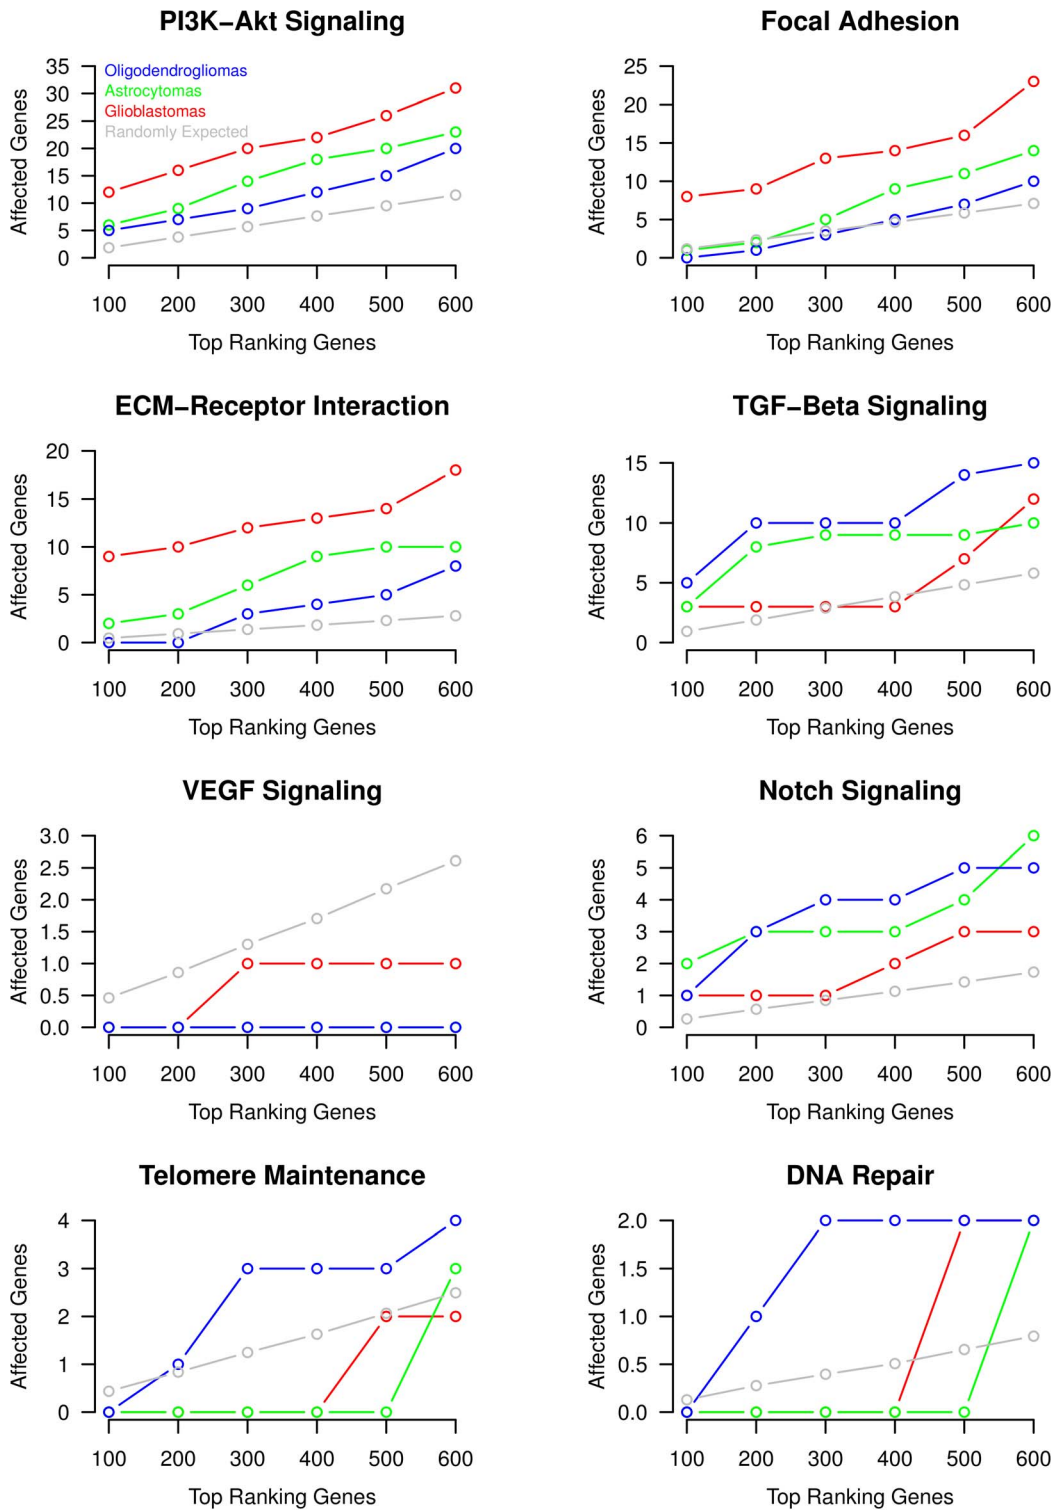 PI3K−Akt Signaling
Affected Genes
35
30
25
20
15
10
5
0
Oligodendrogliomas
Astrocytomas
Glioblastomas
Randomly Expected
100 200 300 400 500 600
Top Ranking Genes
Focal Adhesion
Affected Genes
25
20
15
10
5
0
100 200 300 400 500 600
Top Ranking Genes
ECM−Receptor Interaction
Affected Genes
20
15
10
5
0
100 200 300 400 500 600
Top Ranking Genes
TGF−Beta Signaling
Affected Genes
15
10
5
0
100 200 300 400 500 600
Top Ranking Genes
VEGF Signaling
Affected Genes
3.0
2.5
2.0
1.5
1.0
0.5
0.0
100 200 300 400 500 600
Top Ranking Genes
Notch Signaling
Affected Genes
6
5
4
3
2
1
0
100 200 300 400 500 600
Top Ranking Genes
Telomere Maintenance
Affected Genes
4
3
2
1
0
100 200 300 400 500 600
Top Ranking Genes
DNA Repair
Affected Genes
2.0
1.5
1.0
0.5
0.0
100 200 300 400 500 600
Top Ranking Genes